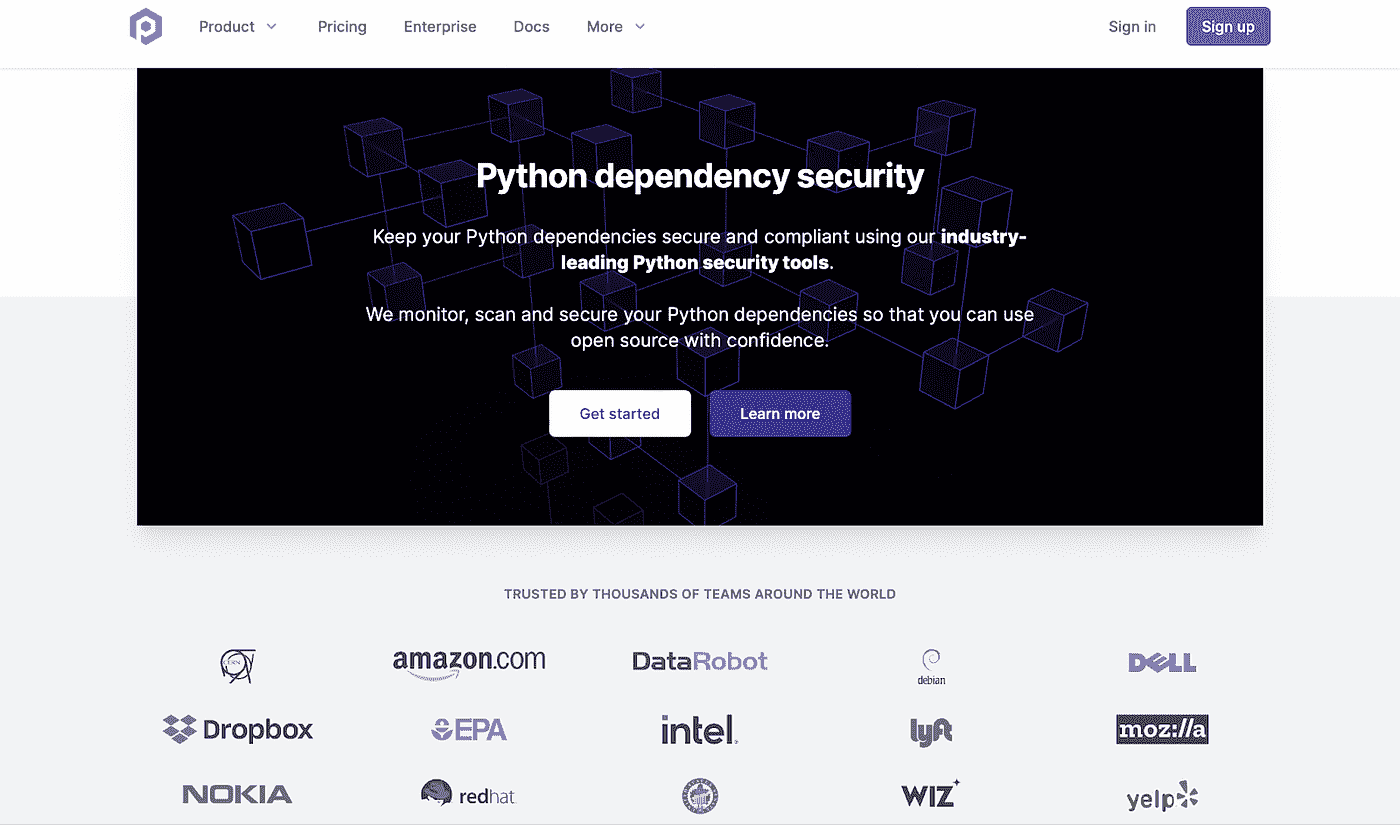 Product
Pricing
Enterprise
Docs
More
Sign in
Sign up
Python dependency security
Keep your Python dependencies secure and compliant using our industry-
leading Python security tools.
We monitor, scan and secure your Python dependencies so that you can use
open source with confidence.
Get started
Learn more
TRUSTED BY THOUSANDS OF TEAMS AROUND THE WORLD
CERN
amazon.com
DataRobot
debian
DELL
Dropbox
EPA
intel.
lyft
moz://a
NOKIA
redhat
WIZ
yelp